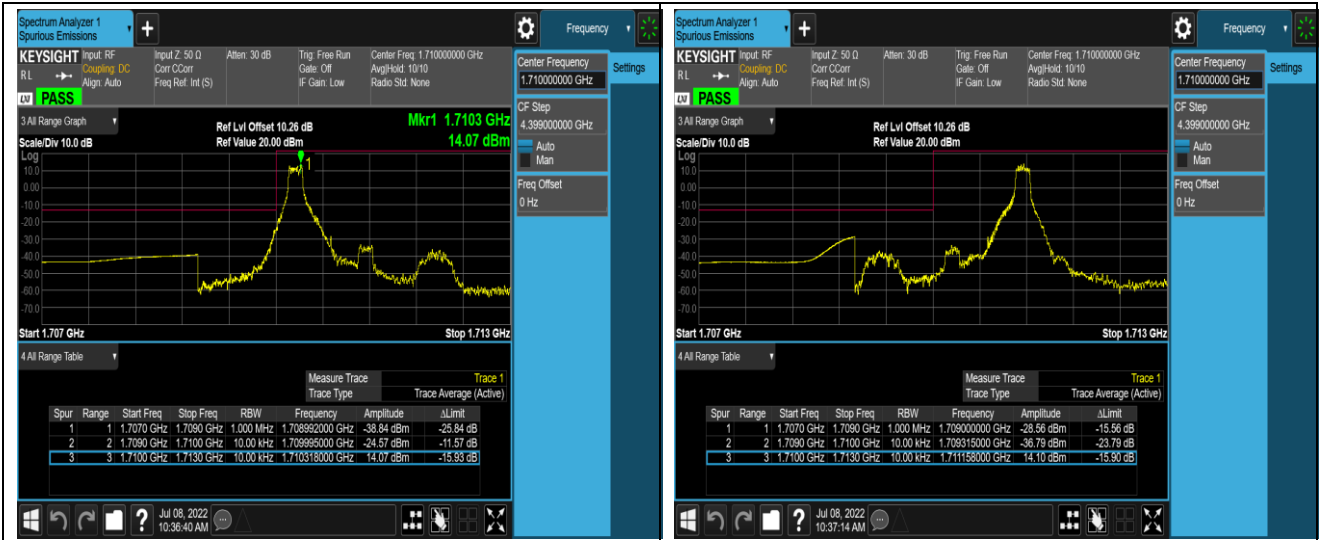 Spectrum Analyzer 1
Spurious Emissions
+
Frequency
KEYSIGHT Input: RF Input Z: 50 Ω Atten: 30 dB Trig: Free Run Center Freq: 1.710000000 GHz
RL Coupling: DC Corr CCorr Gate: Off Avg|Hold: 10/10
Align: Auto Freq Ref: Int (S) IF Gain: Low Radio Std: None
PASS
Center Frequency
1.710000000 GHz
Settings
CF Step
4.399000000 GHz
Auto
Man
Freq Offset
0 Hz
3 All Range Graph
Ref Lvl Offset 10.26 dB
Mkr1 1.7103 GHz
Scale/Div 10.0 dB Ref Value 20.00 dBm 14.07 dBm
Log
1
10.0
0.00
-10.0
-20.0
-30.0
-40.0
-50.0
-60.0
-70.0
Start 1.707 GHz Stop 1.713 GHz
4 All Range Table
Measure Trace Trace 1
Trace Type Trace Average (Active)
Spur Range Start Freq Stop Freq RBW Frequency Amplitude ΔLimit
1 1 1.7070 GHz 1.7090 GHz 1.000 MHz 1.708992000 GHz -38.84 dBm -25.84 dB
2 2 1.7090 GHz 1.7100 GHz 10.00 kHz 1.709995000 GHz -24.57 dBm -11.57 dB
3 3 1.7100 GHz 1.7130 GHz 10.00 kHz 1.710318000 GHz 14.07 dBm -15.93 dB
? Jul 08, 2022
10:36:40 AM
Spectrum Analyzer 1
Spurious Emissions
+
Frequency
KEYSIGHT Input: RF Input Z: 50 Ω Atten: 30 dB Trig: Free Run Center Freq: 1.710000000 GHz
RL Coupling: DC Corr CCorr Gate: Off Avg|Hold: 10/10
Align: Auto Freq Ref: Int (S) IF Gain: Low Radio Std: None
PASS
Center Frequency
1.710000000 GHz
Settings
CF Step
4.399000000 GHz
Auto
Man
Freq Offset
0 Hz
3 All Range Graph
Ref Lvl Offset 10.26 dB
Scale/Div 10.0 dB Ref Value 20.00 dBm
Log
10.0
0.00
-10.0
-20.0
-30.0
-40.0
-50.0
-60.0
-70.0
Start 1.707 GHz Stop 1.713 GHz
4 All Range Table
Measure Trace Trace 1
Trace Type Trace Average (Active)
Spur Range Start Freq Stop Freq RBW Frequency Amplitude ΔLimit
1 1 1.7070 GHz 1.7090 GHz 1.000 MHz 1.709000000 GHz -28.56 dBm -15.56 dB
2 2 1.7090 GHz 1.7100 GHz 10.00 kHz 1.709315000 GHz -36.79 dBm -23.79 dB
3 3 1.7100 GHz 1.7130 GHz 10.00 kHz 1.711158000 GHz 14.10 dBm -15.90 dB
? Jul 08, 2022
10:37:14 AM